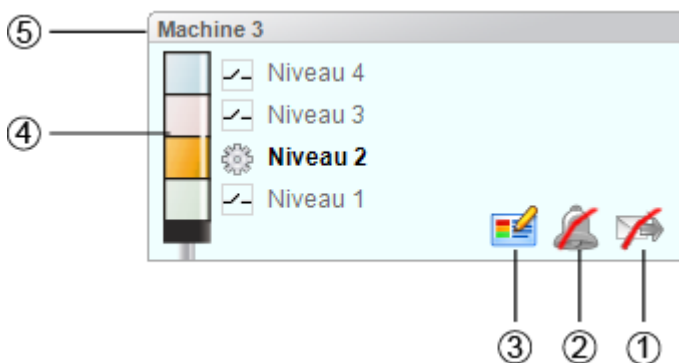 ⑤ Machine 3
Niveau 4
Niveau 3
④
Niveau 2
Niveau 1
③ ② ①